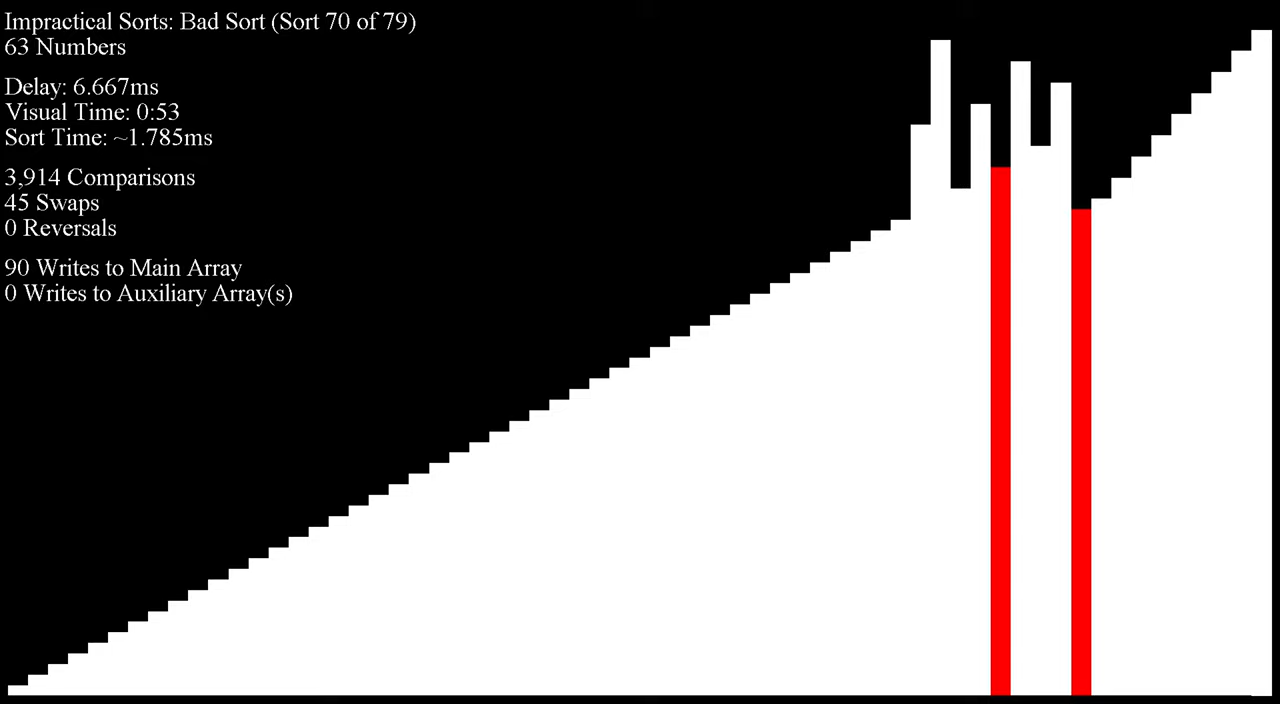 Impractical Sorts: Bad Sort (Sort 70 of 79)
63 Numbers
Delay: 6.667ms
Visual Time: 0:53
Sort Time: ~1.785ms
3,914 Comparisons
45 Swaps
0 Reversals
90 Writes to Main Array
0 Writes to Auxiliary Array(s)